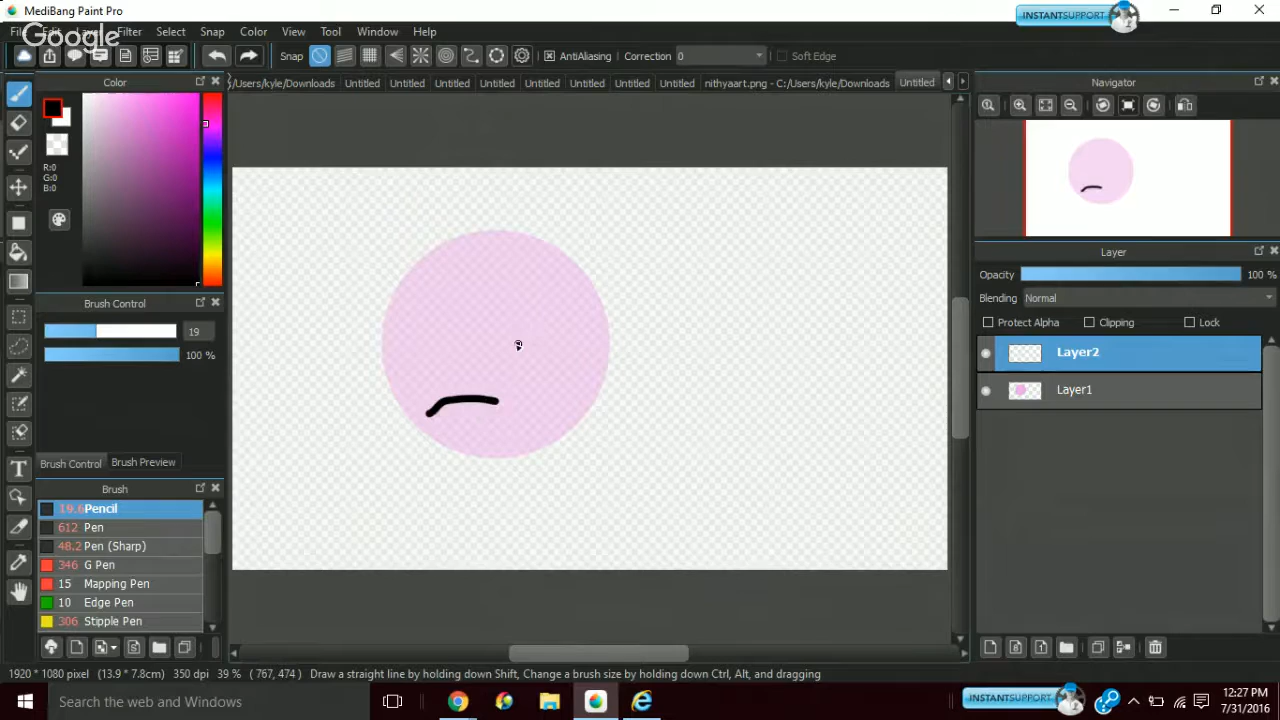 MediBang Paint Pro
INSTANTSUPPORT
File Edit Layer Filter Select Snap Color View Tool Window Help
Google
Snap AntiAliasing Correction 0 Soft Edge
Color
/Users/kyle/Downloads Untitled Untitled Untitled Untitled Untitled Untitled Untitled Untitled nithyaart.png - C:/Users/kyle/Downloads Untitled
Navigator
R:0
G:0
B:0
Brush Control
19
100 %
Brush Control Brush Preview
Brush
19.6 Pencil
612 Pen
48.2 Pen (Sharp)
346 G Pen
15 Mapping Pen
10 Edge Pen
306 Stipple Pen
Layer
Opacity 100 %
Blending Normal
Protect Alpha Clipping Lock
Layer2
Layer1
1920 * 1080 pixel (13.9 * 7.8cm) 350 dpi 39 % ( 767, 474 ) Draw a straight line by holding down Shift, Change a brush size by holding down Ctrl, Alt, and dragging
Search the web and Windows
INSTANTSUPPORT
12:27 PM
7/31/2016